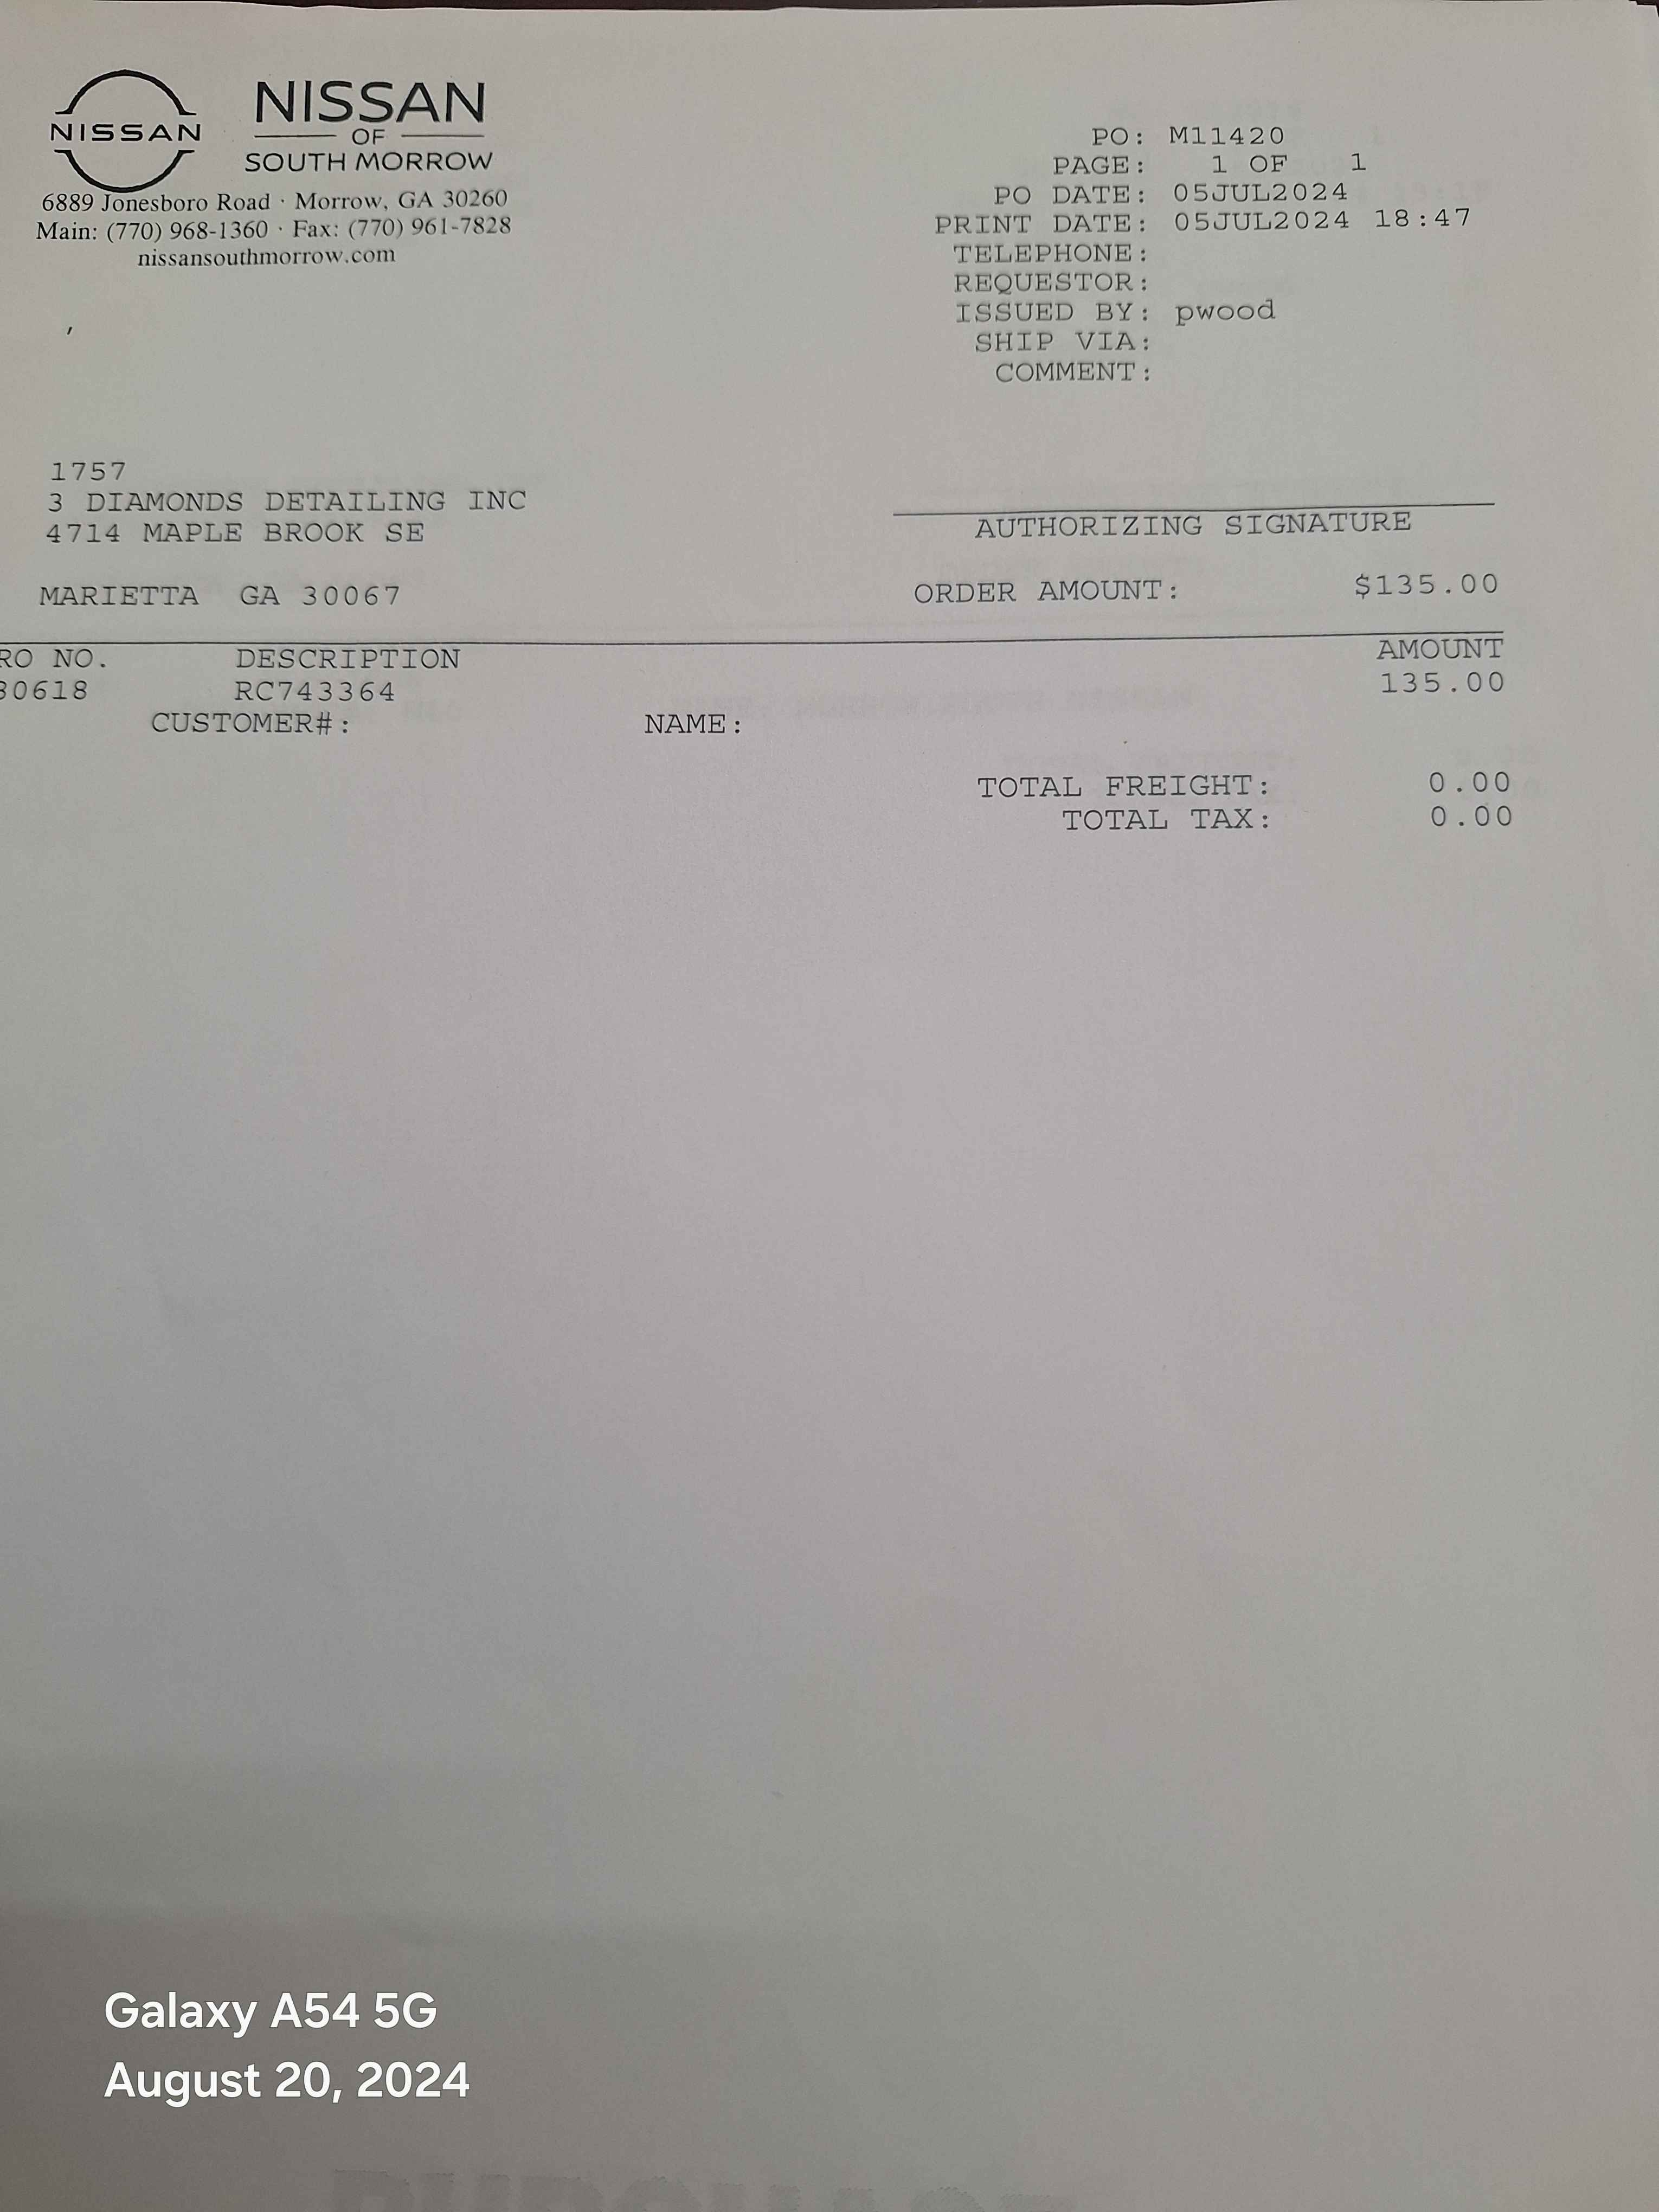 NISSAN
NISSAN
OF
SOUTH MORROW
6889 Jonesboro Road · Morrow, GA 30260
Main: (770) 968-1360 · Fax: (770) 961-7828
nissansouthmorrow.com
PO: M11420
PAGE: 1 OF 1
PO DATE: 05JUL2024
PRINT DATE: 05JUL2024 18:47
TELEPHONE:
REQUESTOR:
ISSUED BY: pwood
SHIP VIA:
COMMENT:
,
1757
3 DIAMONDS DETAILING INC
4714 MAPLE BROOK SE
MARIETTA GA 30067
AUTHORIZING SIGNATURE
ORDER AMOUNT: $135.00
RO NO. DESCRIPTION AMOUNT
30618 RC743364 135.00
CUSTOMER#: NAME:
TOTAL FREIGHT: 0.00
TOTAL TAX: 0.00
Galaxy A54 5G
August 20, 2024